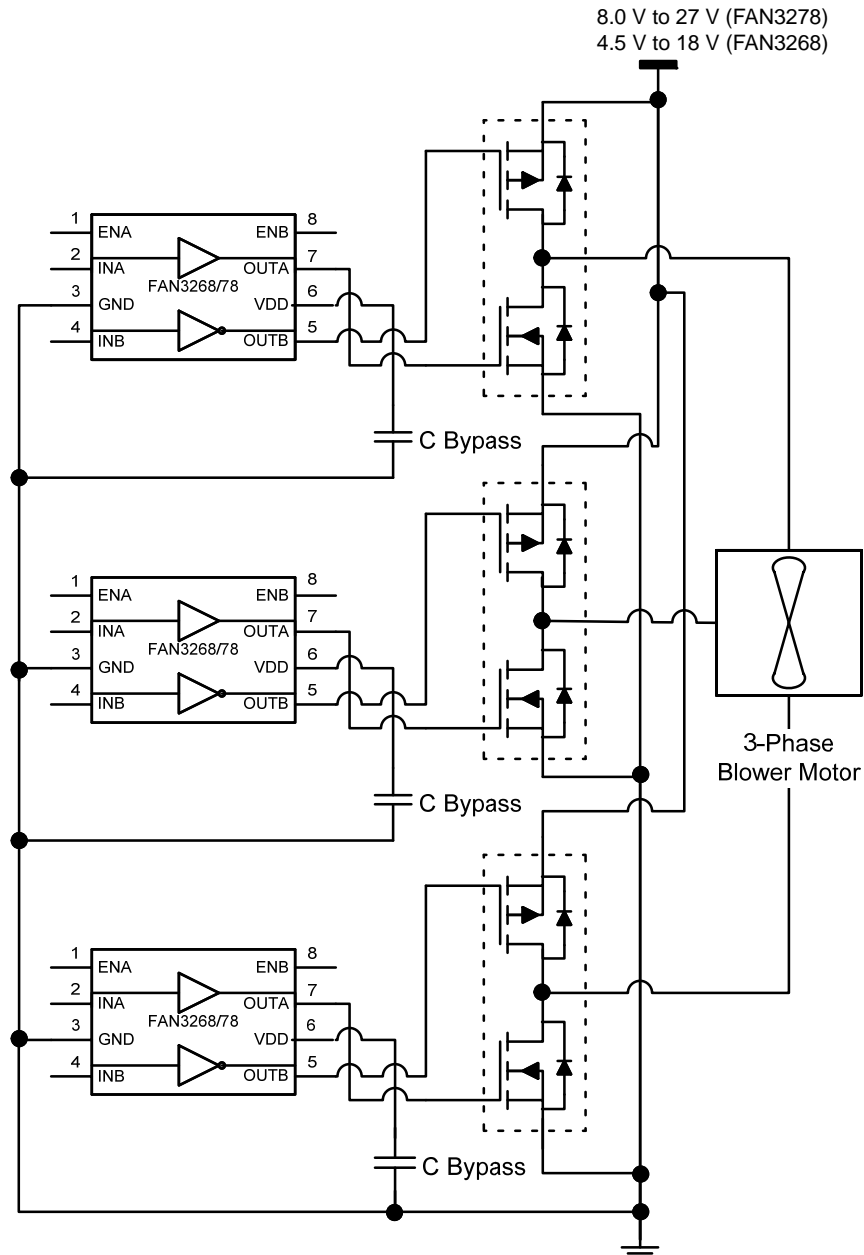 8.0 V to 27 V (FAN3278)
4.5 V to 18 V (FAN3268)
1
ENA
ENB
8
2
INA
OUTA
7
FAN3268/78
3
GND
VDD
6
4
INB
OUTB
5
C Bypass
1
ENA
ENB
8
2
INA
OUTA
7
FAN3268/78
3
GND
VDD
6
4
INB
OUTB
5
C Bypass
3-Phase
Blower Motor
1
ENA
ENB
8
2
INA
OUTA
7
FAN3268/78
3
GND
VDD
6
4
INB
OUTB
5
C Bypass